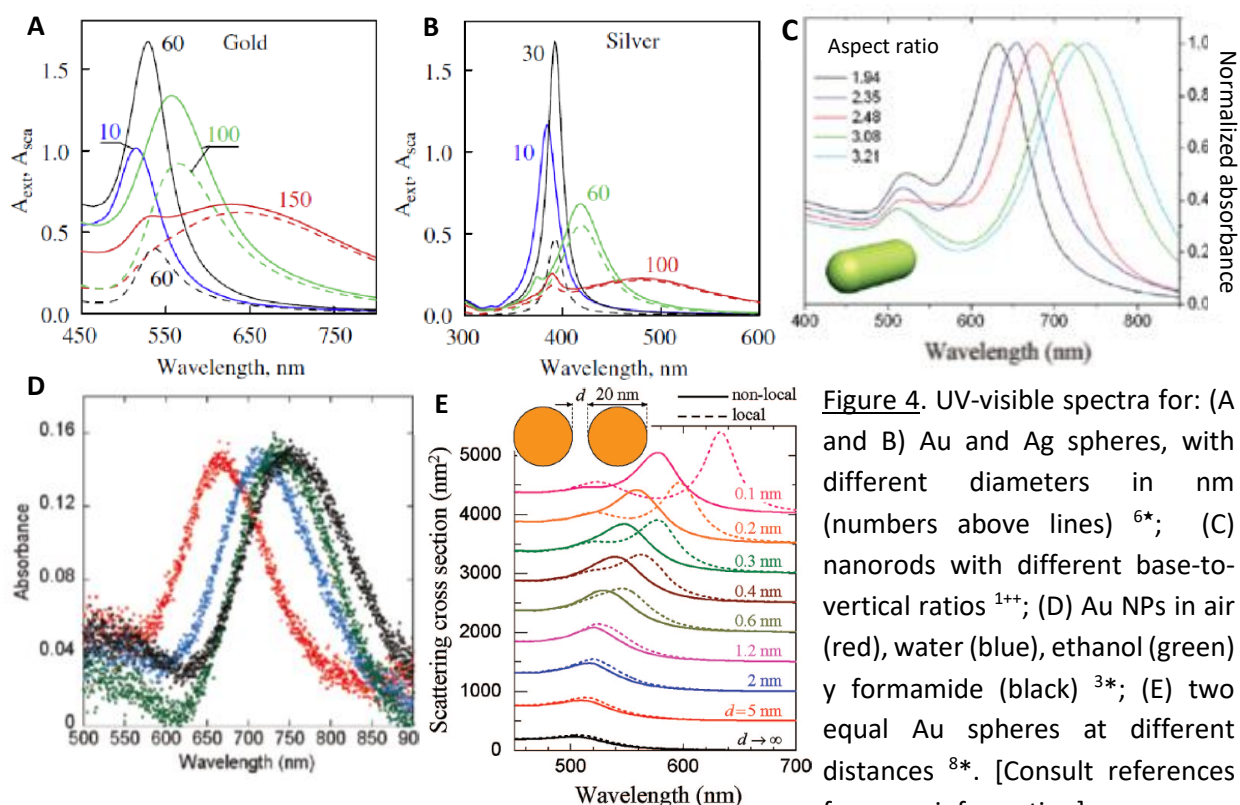 A
Gold
60
10
100
150
60
A_ext, A_sca
1.5
1.0
0.5
0.0
450
550
650
750
Wavelength, nm
B
Silver
30
10
60
100
A_ext, A_sca
1.5
1.0
0.5
0.0
300
400
500
600
Wavelength, nm
C
Aspect ratio
1.94
2.35
2.48
3.08
3.21
1.0
0.8
0.6
0.4
0.2
0.0
Normalized absorbance
400
500
600
700
800
Wavelength (nm)
D
0.16
0.12
0.08
0.04
0
Absorbance
500
550
600
650
700
750
800
850
90
Wavelength (nm)
E
d
20 nm
non-local
local
Scattering cross section (nm²)
5000
4000
3000
2000
1000
0
0.1 nm
0.2 nm
0.3 nm
0.4 nm
0.6 nm
1.2 nm
2 nm
d=5 nm
d→∞
500
600
700
Wavelength (nm)
Figure 4. UV-visible spectra for: (A
and B) Au and Ag spheres, with
different diameters in nm
(numbers above lines) ⁶★; (C)
nanorods with different base-to-
vertical ratios ¹⁺⁺; (D) Au NPs in air
(red), water (blue), ethanol (green)
y formamide (black) ³*; (E) two
equal Au spheres at different
distances ⁸*. [Consult references